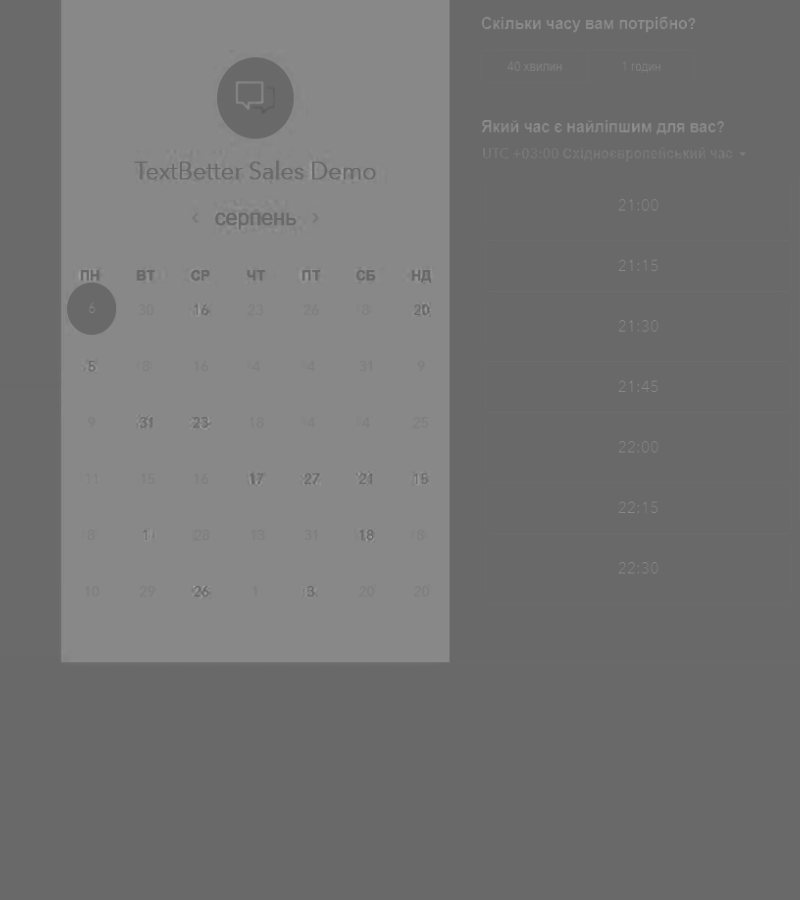 TextBetter Sales Demo
серпень
ПН ВТ СР ЧТ ПТ СБ НД
6 30 16 23 26 8 20
5 8 16 4 4 31 9
9 31 23 18 4 4 25
11 15 16 17 27 21 15
8 1 28 13 31 18 8
10 29 26 1 3 20 20
Скільки часу вам потрібно?
40 хвилин 1 годин
Який час є найліпшим для вас?
UTC +03:00 Східноєвропейський час
21:00
21:15
21:30
21:45
22:00
22:15
22:30